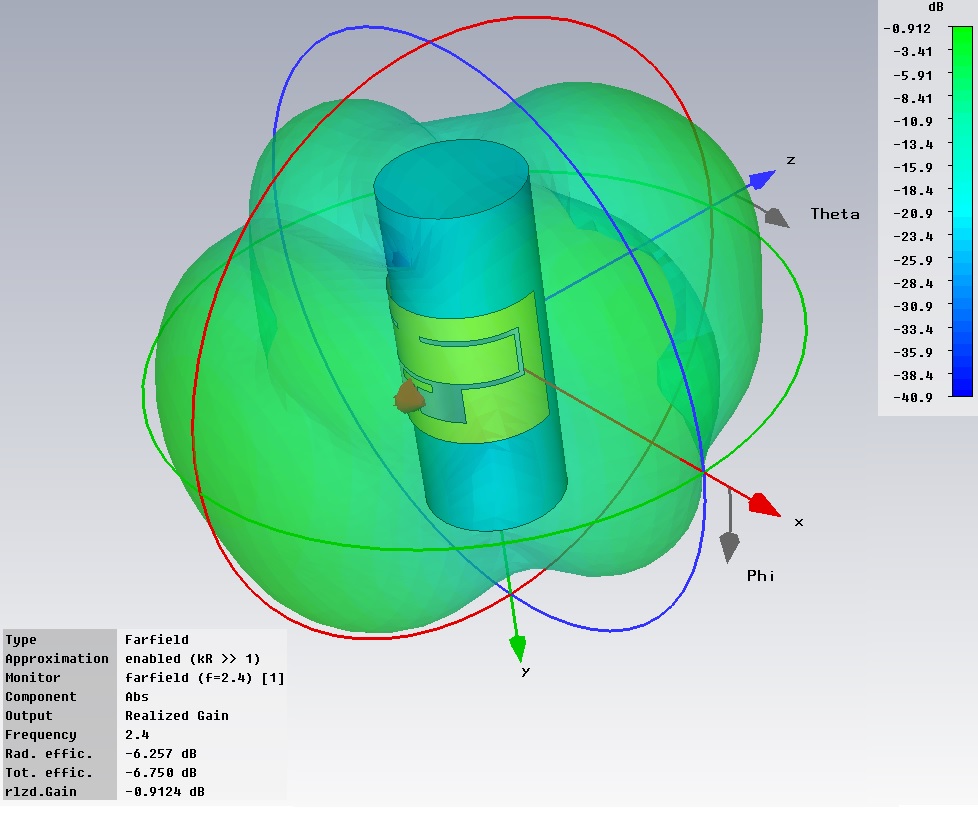 dB
-0.912
-3.41
-5.91
-8.41
-10.9
-13.4
-15.9
-18.4
-20.9
-23.4
-25.9
-28.4
-30.9
-33.4
-35.9
-38.4
-40.9
z
Theta
x
Phi
y
Type Farfield
Approximation enabled (kR >> 1)
Monitor farfield (f=2.4) [1]
Component Abs
Output Realized Gain
Frequency 2.4
Rad. effic. -6.257 dB
Tot. effic. -6.750 dB
rlzd.Gain -0.9124 dB